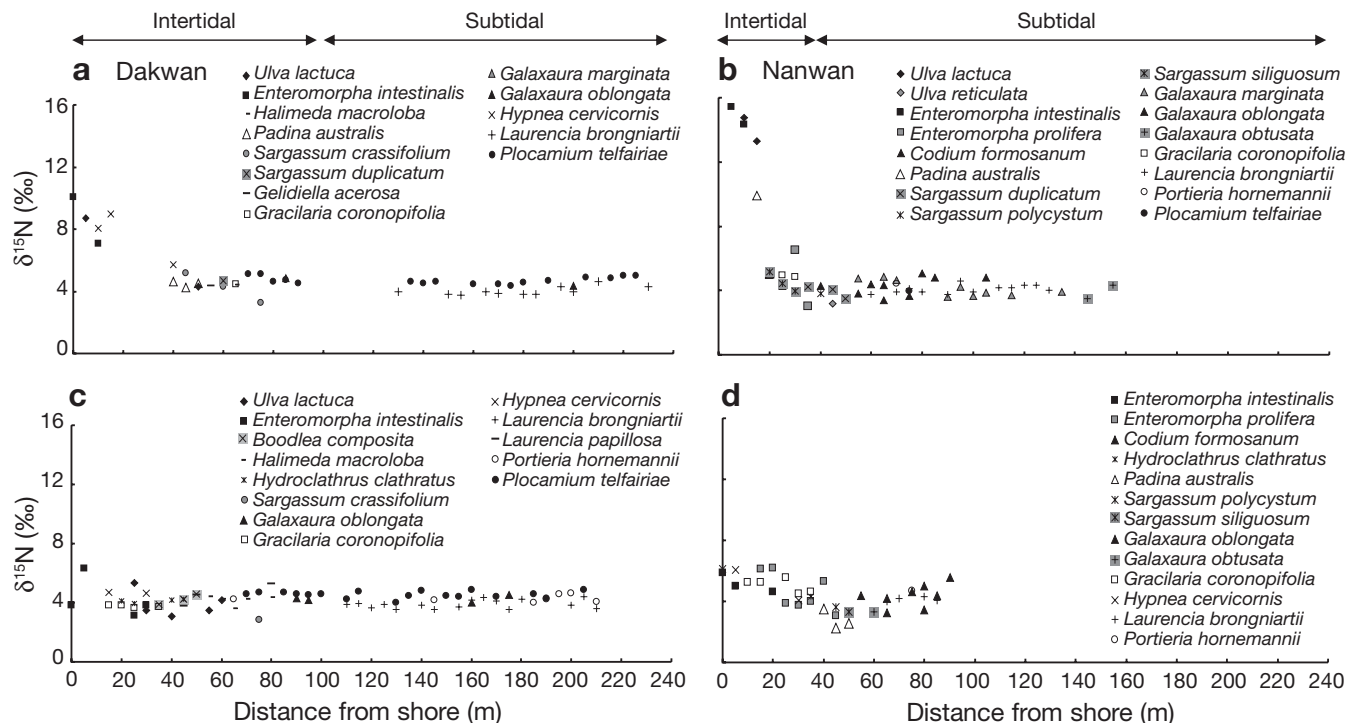 Intertidal Subtidal Intertidal Subtidal
a Dakwan
Ulva lactuca
Enteromorpha intestinalis
Halimeda macroloba
Padina australis
Sargassum crassifolium
Sargassum duplicatum
Gelidiella acerosa
Gracilaria coronopifolia
Galaxaura marginata
Galaxaura oblongata
Hypnea cervicornis
Laurencia brongniartii
Plocamium telfairiae
16
12
8
4
0
δ15N (‰)
b Nanwan
Ulva lactuca
Ulva reticulata
Enteromorpha intestinalis
Enteromorpha prolifera
Codium formosanum
Padina australis
Sargassum duplicatum
Sargassum polycystum
Sargassum siliguosum
Galaxaura marginata
Galaxaura oblongata
Galaxaura obtusata
Gracilaria coronopifolia
Laurencia brongniartii
Portieria hornemannii
Plocamium telfairiae
c
Ulva lactuca
Enteromorpha intestinalis
Boodlea composita
Halimeda macroloba
Hydroclathrus clathratus
Sargassum crassifolium
Galaxaura oblongata
Gracilaria coronopifolia
Hypnea cervicornis
Laurencia brongniartii
Laurencia papillosa
Portieria hornemannii
Plocamium telfairiae
16
12
8
4
0
δ15N (‰)
0 20 40 60 80 100 120 140 160 180 200 220 240
Distance from shore (m)
d
Enteromorpha intestinalis
Enteromorpha prolifera
Codium formosanum
Hydroclathrus clathratus
Padina australis
Sargassum polycystum
Sargassum siliguosum
Galaxaura oblongata
Galaxaura obtusata
Gracilaria coronopifolia
Hypnea cervicornis
Laurencia brongniartii
Portieria hornemannii
0 20 40 60 80 100 120 140 160 180 200 220 240
Distance from shore (m)